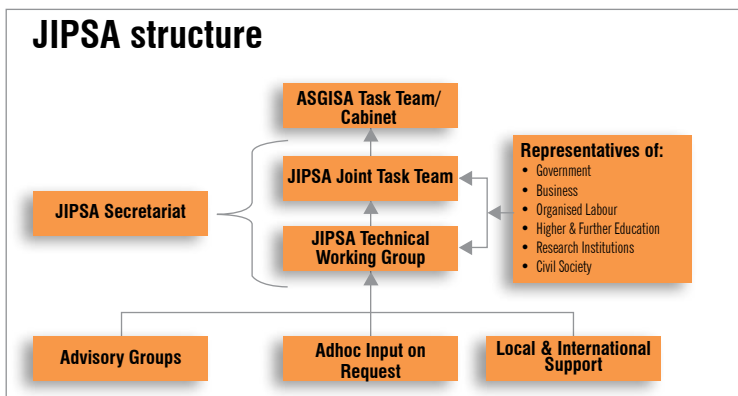 JIPSA structure
ASGISA Task Team/
Cabinet
JIPSA Joint Task Team
JIPSA Secretariat
JIPSA Technical
Working Group
Representatives of:
• Government
• Business
• Organised Labour
• Higher & Further Education
• Research Institutions
• Civil Society
Advisory Groups
Adhoc Input on
Request
Local & International
Support